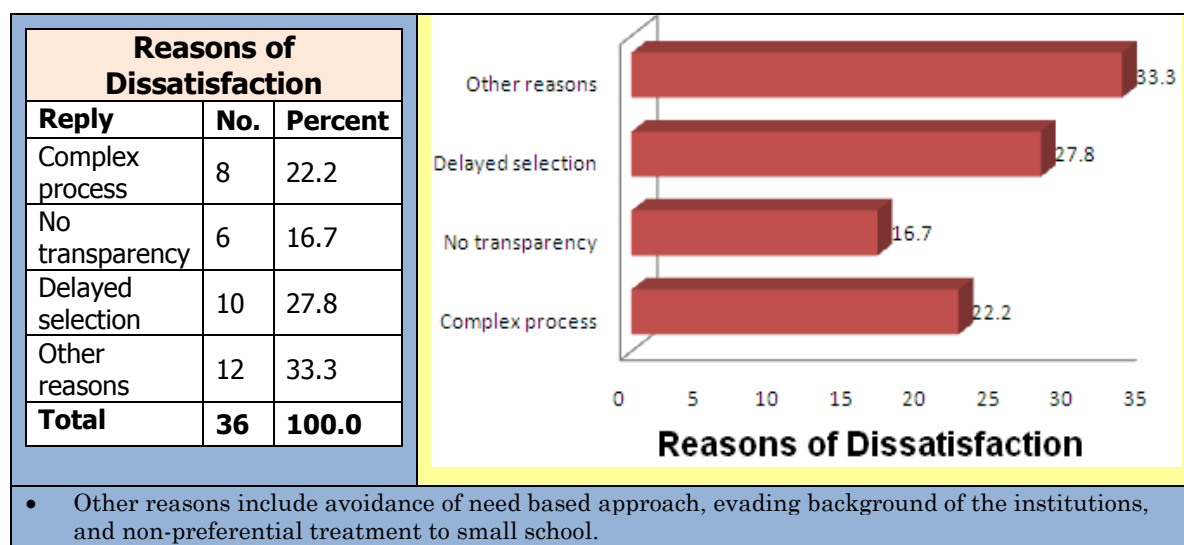 Reasons of
Dissatisfaction
Reply No. Percent
Complex
process 8 22.2
No
transparency 6 16.7
Delayed
selection 10 27.8
Other
reasons 12 33.3
Total 36 100.0
Other reasons 33.3
Delayed selection 27.8
No transparency 16.7
Complex process 22.2
0 5 10 15 20 25 30 35
Reasons of Dissatisfaction
• Other reasons include avoidance of need based approach, evading background of the institutions,
and non-preferential treatment to small school.